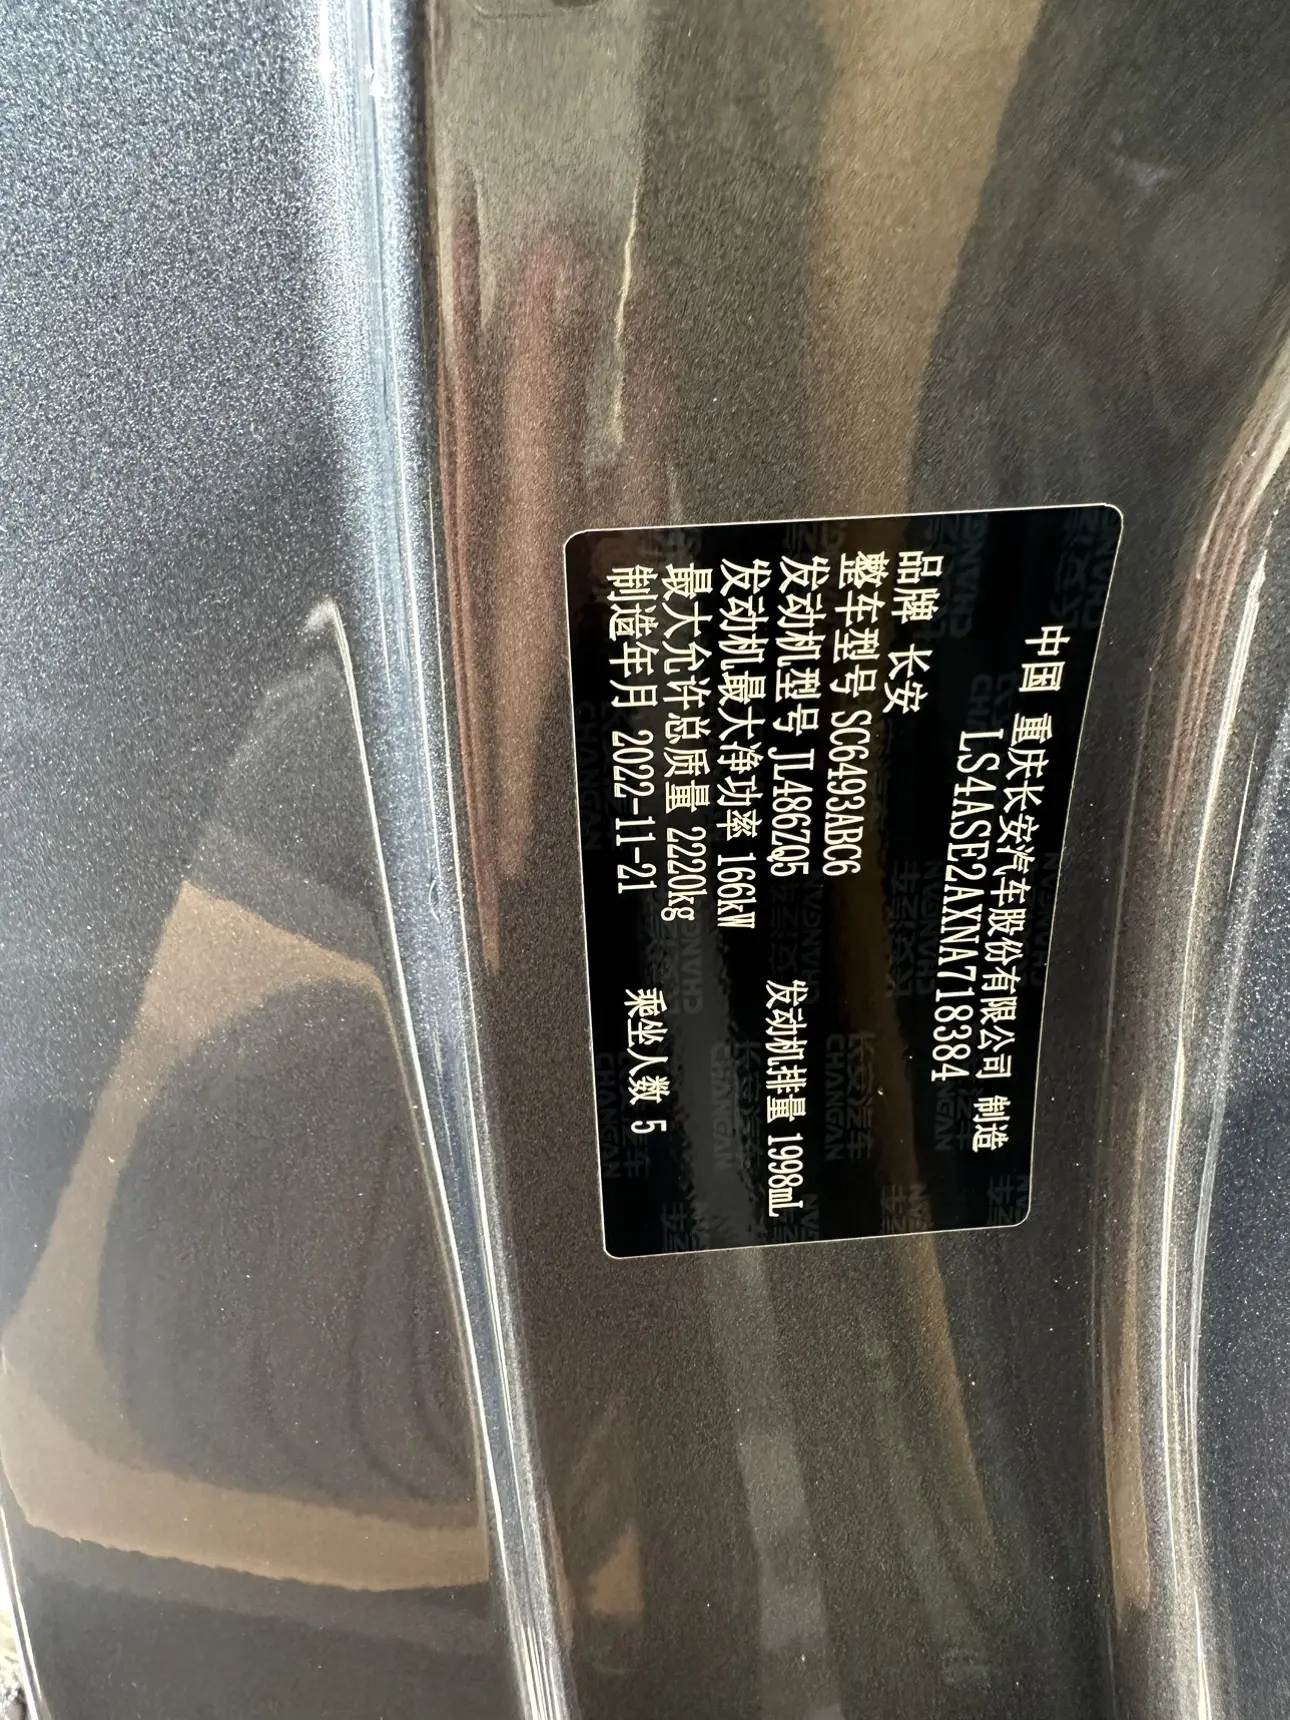 中国 重庆长安汽车股份有限公司 制造
LS4ASE2AXNA718384
品牌 长安
整车型号 SC6493ABC6
发动机型号 JL486ZQ5 发动机排量 1998mL
发动机最大净功率 166kW
最大允许总质量 2220kg
制造年月 2022-11-21 乘坐人数 5